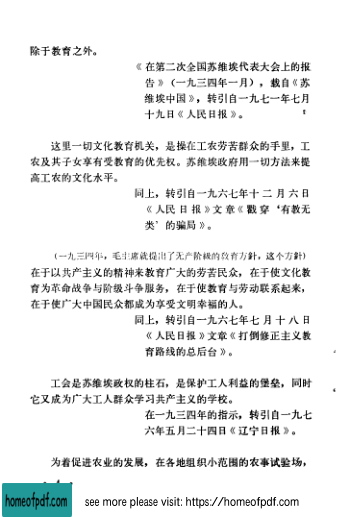 除于教育之外。
《在第二次全国苏维埃代表大会上的报
告》（一九三四年一月），载自《苏
维埃中国》，转引自一九七一年七月
十九日《人民日报》。
这里一切文化教育机关，是操在工农劳苦群众的手里，工
农及其子女享有受教育的优先权。苏维埃政府用一切方法来提
高工农的文化水平。
同上，转引自一九六七年十二月六日
《人民日报》文章《戳穿‘有教无
类’的骗局》。
（一九三四年，毛主席就提出了无产阶级的教育方針，这个方針）
在于以共产主义的精神来教育广大的劳苦民众，在于使文化教
育为革命战争与阶级斗争服务，在于使教育与劳动联系起来，
在于使广大中国民众都成为享受文明幸福的人。
同上，转引自一九六七年七月十八日
《人民日报》文章《打倒修正主义教
育路线的总后台》。
工会是苏维埃政权的柱石，是保护工人利益的堡垒，同时
它又成为广大工人群众学习共产主义的学校。
在一九三四年的指示，转引自一九七
六年五月二十四日《辽宁日报》。
为着促进农业的发展，在各地组织小范围的农事试验场，
homeofpdf.com
see more please visit: https://homeofpdf.com